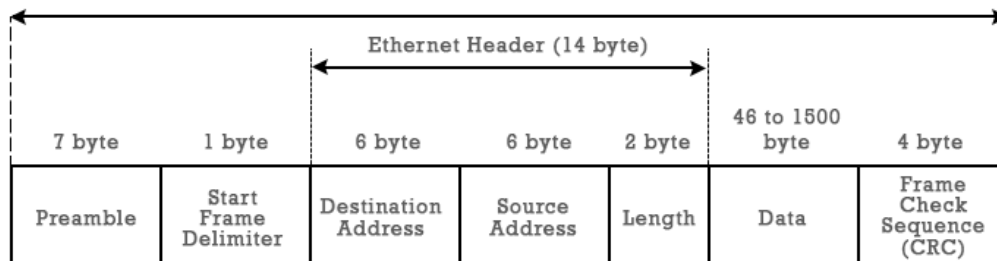 Ethernet Header (14 byte)
46 to 1500
7 byte 1 byte 6 byte 6 byte 2 byte byte 4 byte
Preamble
Start
Frame
Delimiter
Destination
Address
Source
Address
Length
Data
Frame
Check
Sequence
(CRC)